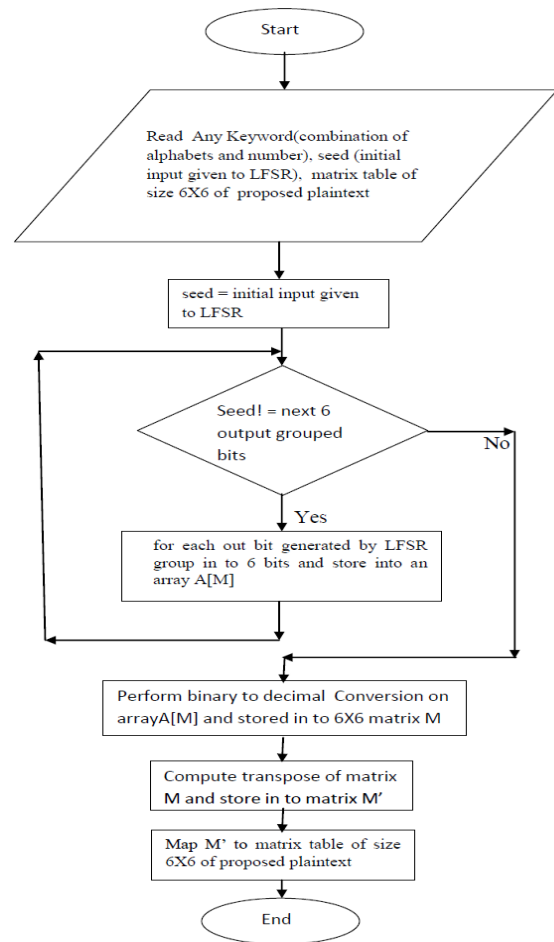 Start
Read Any Keyword(combination of
alphabets and number), seed (initial
input given to LFSR), matrix table of
size 6X6 of proposed plaintext
seed = initial input given
to LFSR
Seed! = next 6
output grouped
bits
No
Yes
for each out bit generated by LFSR
group in to 6 bits and store into an
array A[M]
Perform binary to decimal Conversion on
arrayA[M] and stored in to 6X6 matrix M
Compute transpose of matrix
M and store in to matrix M'
Map M' to matrix table of size
6X6 of proposed plaintext
End